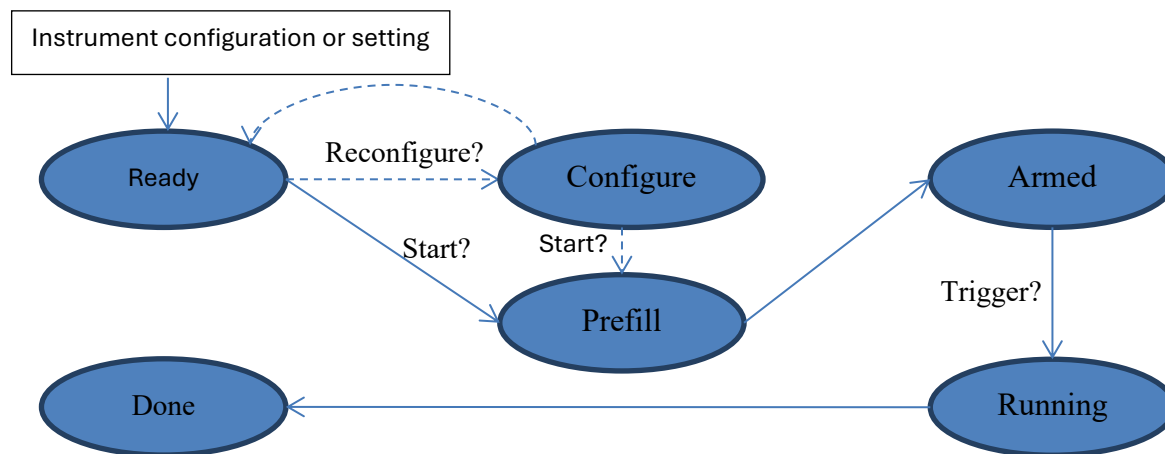 Instrument configuration or setting
Reconfigure?
Ready
Configure
Armed
Start?
Start?
Trigger?
Prefill
Done
Running